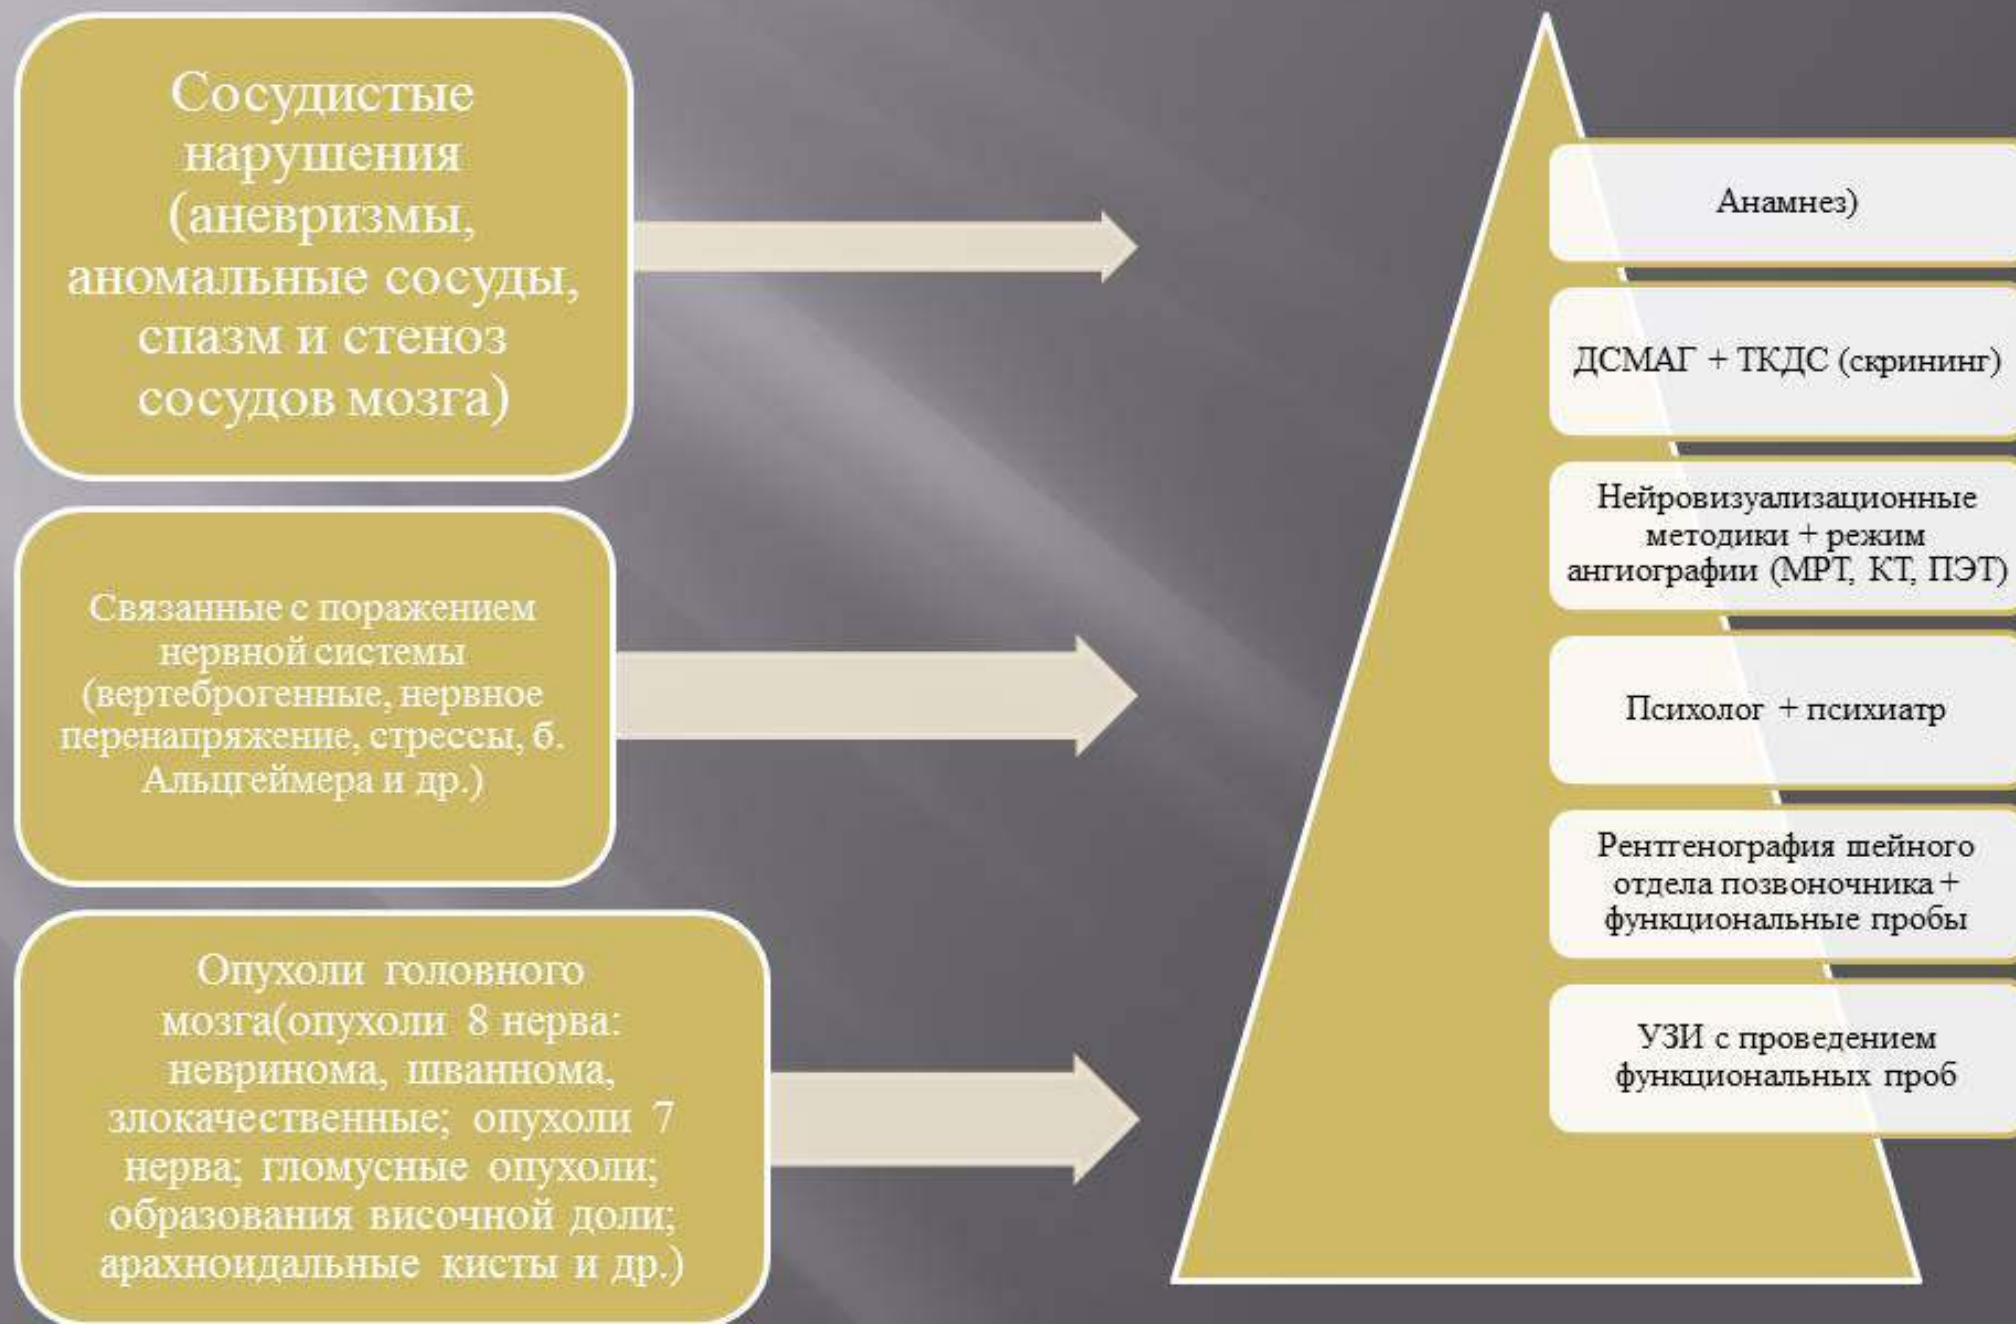 Сосудистые
нарушения
(аневризмы,
аномальные сосуды,
спазм и стеноз
сосудов мозга)
Связанные с поражением
нервной системы
(вертеброгенные, нервное
перенапряжение, стрессы, б.
Альцгеймера и др.)
Опухоли головного
мозга(опухоли 8 нерва:
невринома, шваннома,
злокачественные; опухоли 7
нерва; гломусные опухоли;
образования височной доли;
арахноидальные кисты и др.)
Анамнез)
ДСМАГ + ТКДС (скрининг)
Нейровизуализационные
методики + режим
ангиографии (МРТ, КТ, ПЭТ)
Психолог + психиатр
Рентгенография шейного
отдела позвоночника +
функциональные пробы
УЗИ с проведением
функциональных проб